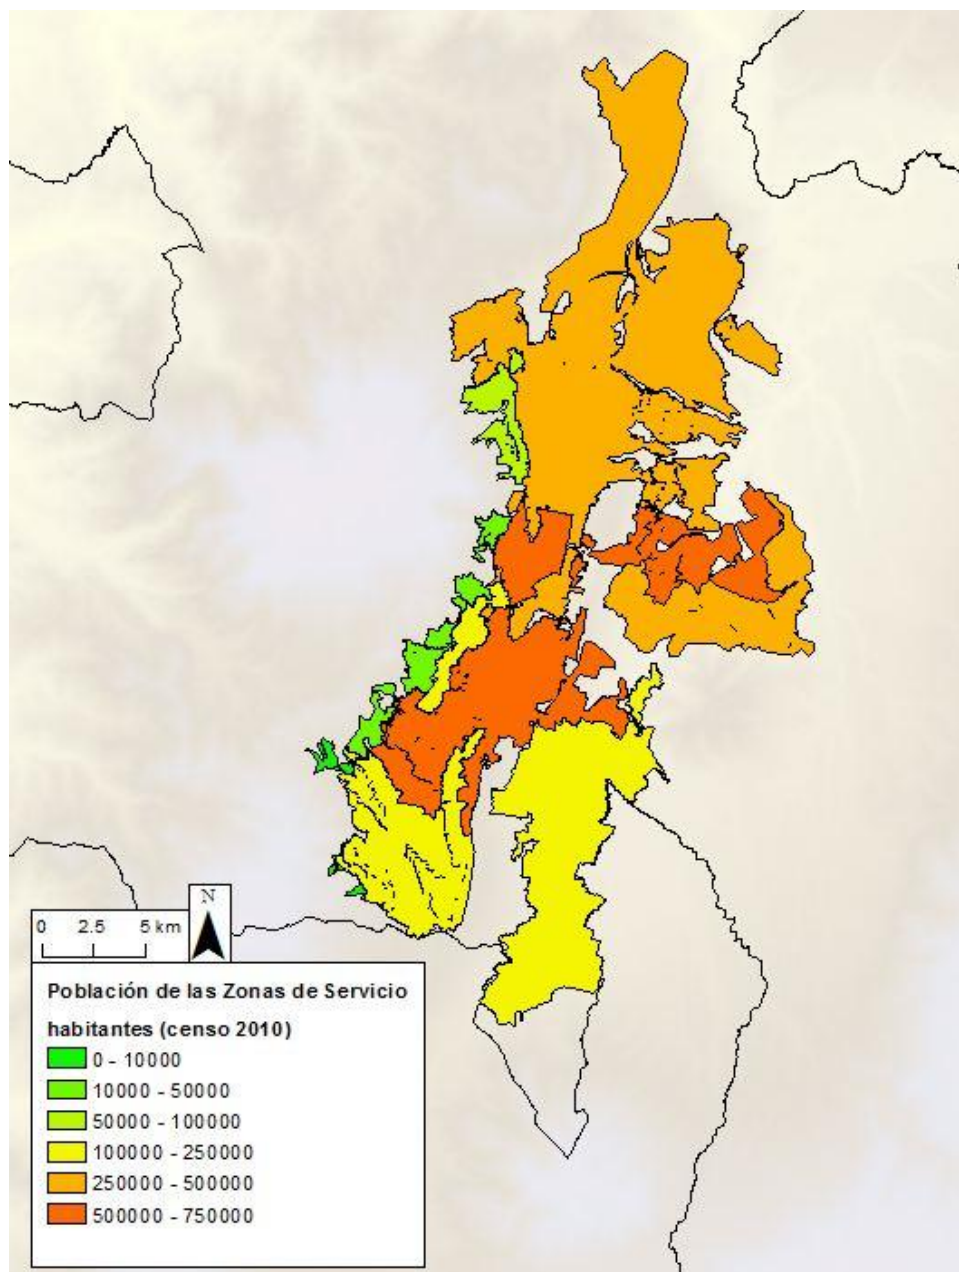 N
0 2.5 5 km
Población de las Zonas de Servicio
habitantes (censo 2010)
0 - 10000
10000 - 50000
50000 - 100000
100000 - 250000
250000 - 500000
500000 - 750000